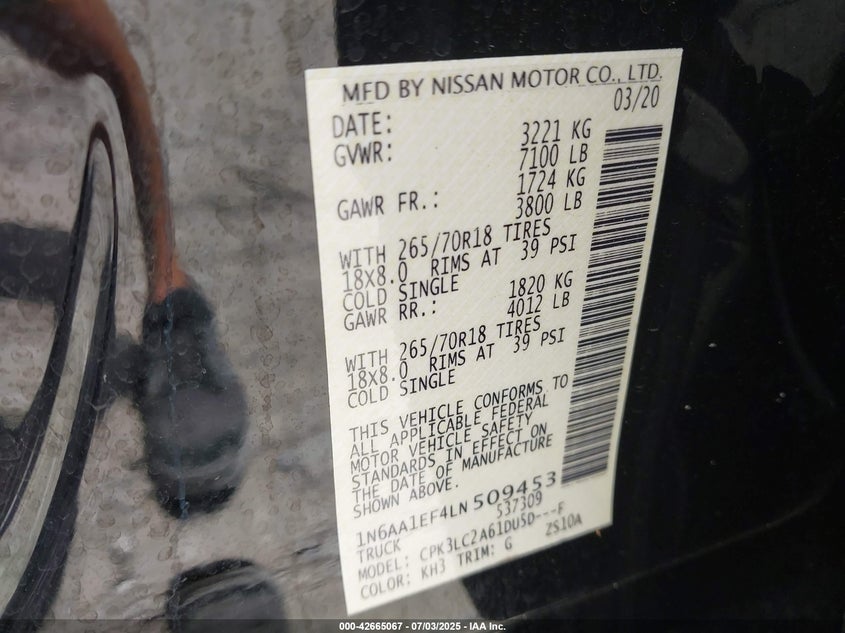 MFD BY NISSAN MOTOR CO., LTD.
DATE: 03/20
GVWR: 3221 KG
7100 LB
GAWR FR.: 1724 KG
3800 LB
WITH 265/70R18 TIRES
18X8.0 RIMS AT 39 PSI
COLD SINGLE
GAWR RR.: 1820 KG
4012 LB
WITH 265/70R18 TIRES
18X8.0 RIMS AT 39 PSI
COLD SINGLE
THIS VEHICLE CONFORMS TO
ALL APPLICABLE FEDERAL
MOTOR VEHICLE SAFETY
STANDARDS IN EFFECT ON
THE DATE OF MANUFACTURE
SHOWN ABOVE.
1N6AA1EF4LN509453
TRUCK 537309
MODEL: CPK3LC2A61DU5D---F
COLOR: KH3 TRIM: G ZS10A
000-42665067 - 07/03/2025 - IAA Inc.